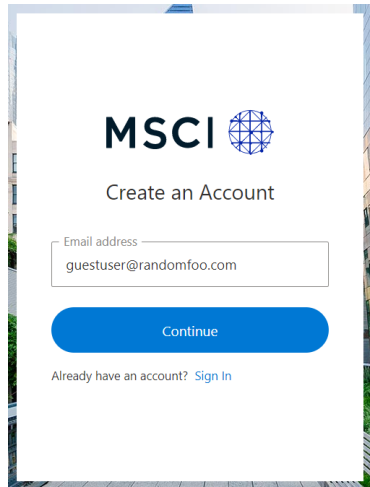 MSCI
Create an Account
Email address
guestuser@randomfoo.com
Continue
Already have an account? Sign In